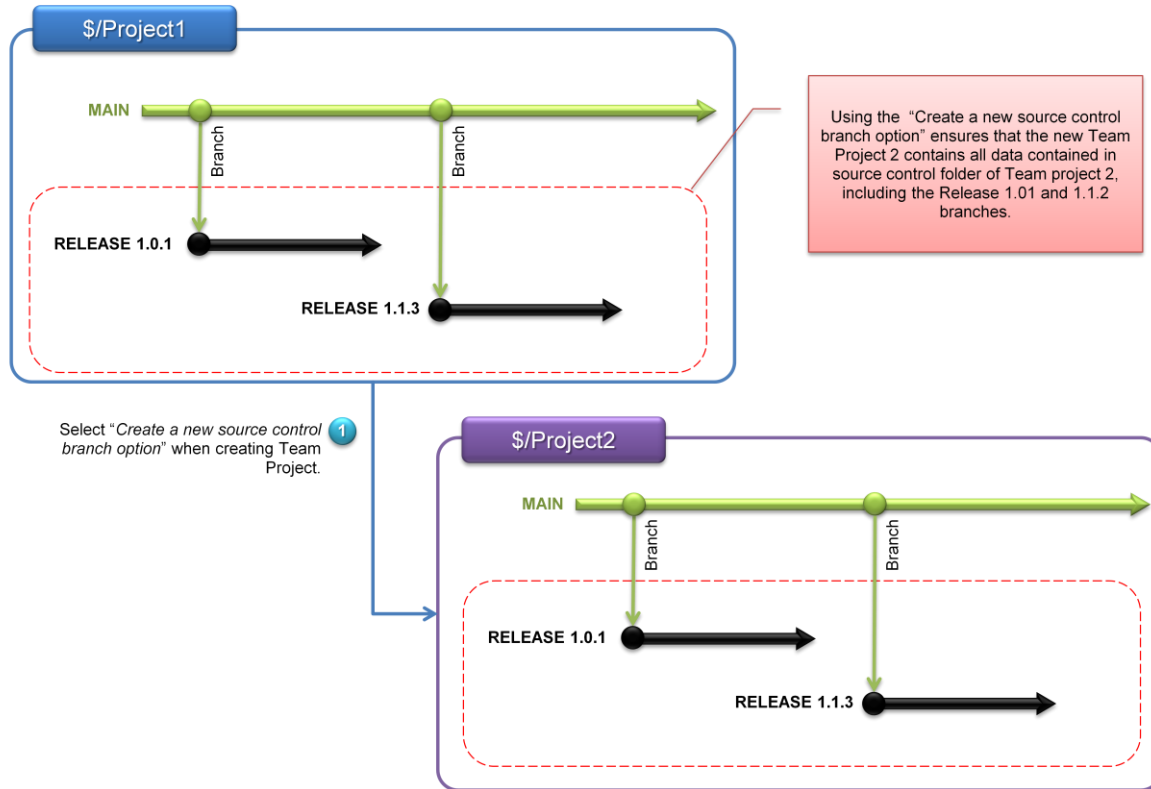 $/Project1
MAIN
Branch
Branch
RELEASE 1.0.1
RELEASE 1.1.3
Using the “Create a new source control
branch option” ensures that the new Team
Project 2 contains all data contained in
source control folder of Team project 2,
including the Release 1.01 and 1.1.2
branches.
Select “Create a new source control
branch option” when creating Team
Project.
1
$/Project2
MAIN
Branch
Branch
RELEASE 1.0.1
RELEASE 1.1.3